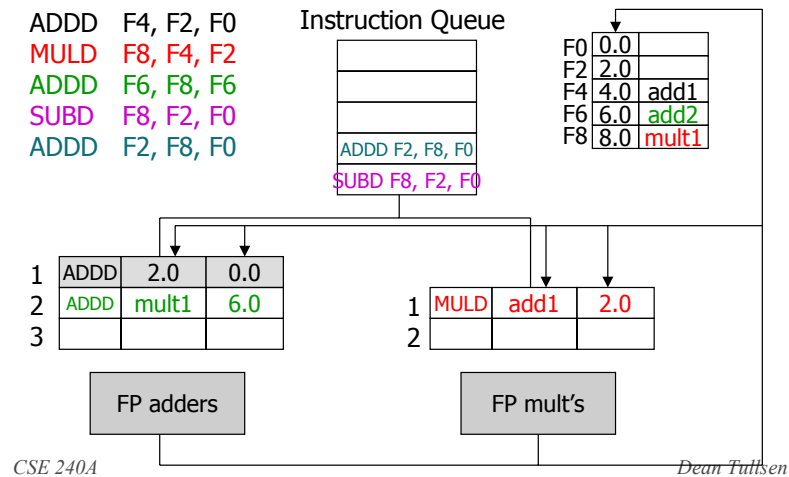 ADDD F4, F2, F0
MULD F8, F4, F2
ADDD F6, F8, F6
SUBD F8, F2, F0
ADDD F2, F8, F0
Instruction Queue
ADDD F2, F8, F0
SUBD F8, F2, F0
F0 0.0
F2 2.0
F4 4.0 add1
F6 6.0 add2
F8 8.0 mult1
1 ADDD 2.0 0.0
2 ADDD mult1 6.0
3
1 MULD add1 2.0
2
FP adders
FP mult's
CSE 240A
Dean Tullsen